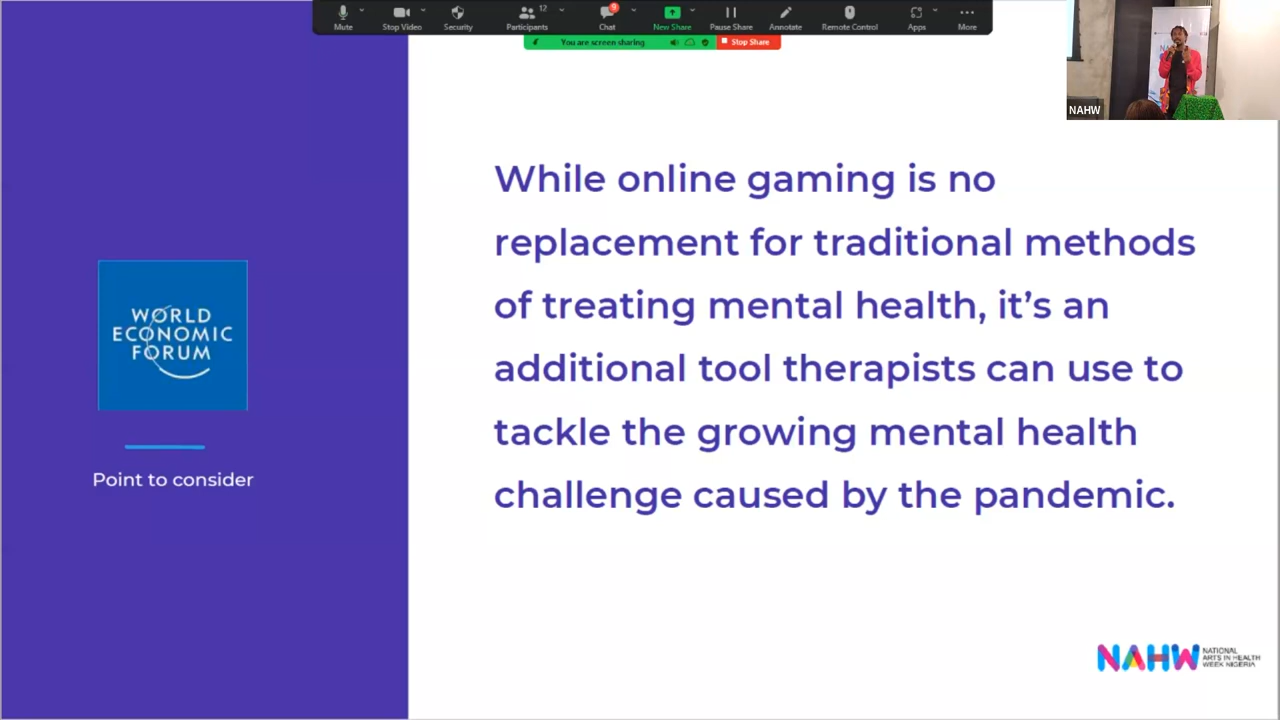 12
9
Mute
Stop Video
Security
Participants
Chat
New Share
Pause Share
Annotate
Remote Control
Apps
More
You are screen sharing
Stop Share
NAHW
While online gaming is no
replacement for traditional methods
of treating mental health, it's an
additional tool therapists can use to
tackle the growing mental health
challenge caused by the pandemic.
WORLD
ECONOMIC
FORUM
Point to consider
NAHW
NATIONAL
ARTS IN HEALTH
WEEK NIGERIA